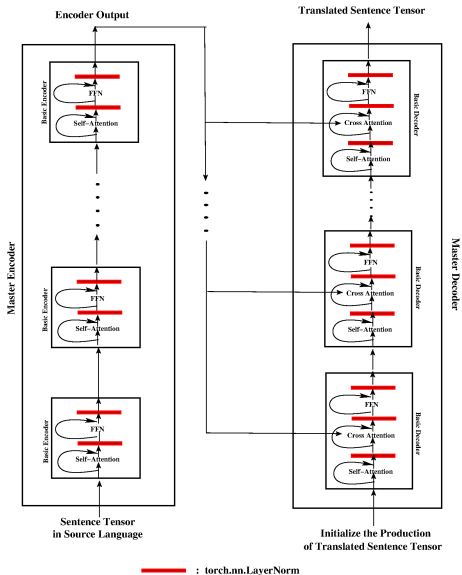 Encoder Output
Translated Sentence Tensor
Master Encoder
Basic Encoder
FFN
Self-Attention
Basic Encoder
FFN
Self-Attention
Basic Encoder
FFN
Self-Attention
Sentence Tensor
in Source Language
Master Decoder
Basic Decoder
FFN
Cross Attention
Self-Attention
Basic Decoder
FFN
Cross Attention
Self-Attention
Basic Decoder
FFN
Cross Attention
Self-Attention
Initialize the Production
of Translated Sentence Tensor
: torch.nn.LayerNorm